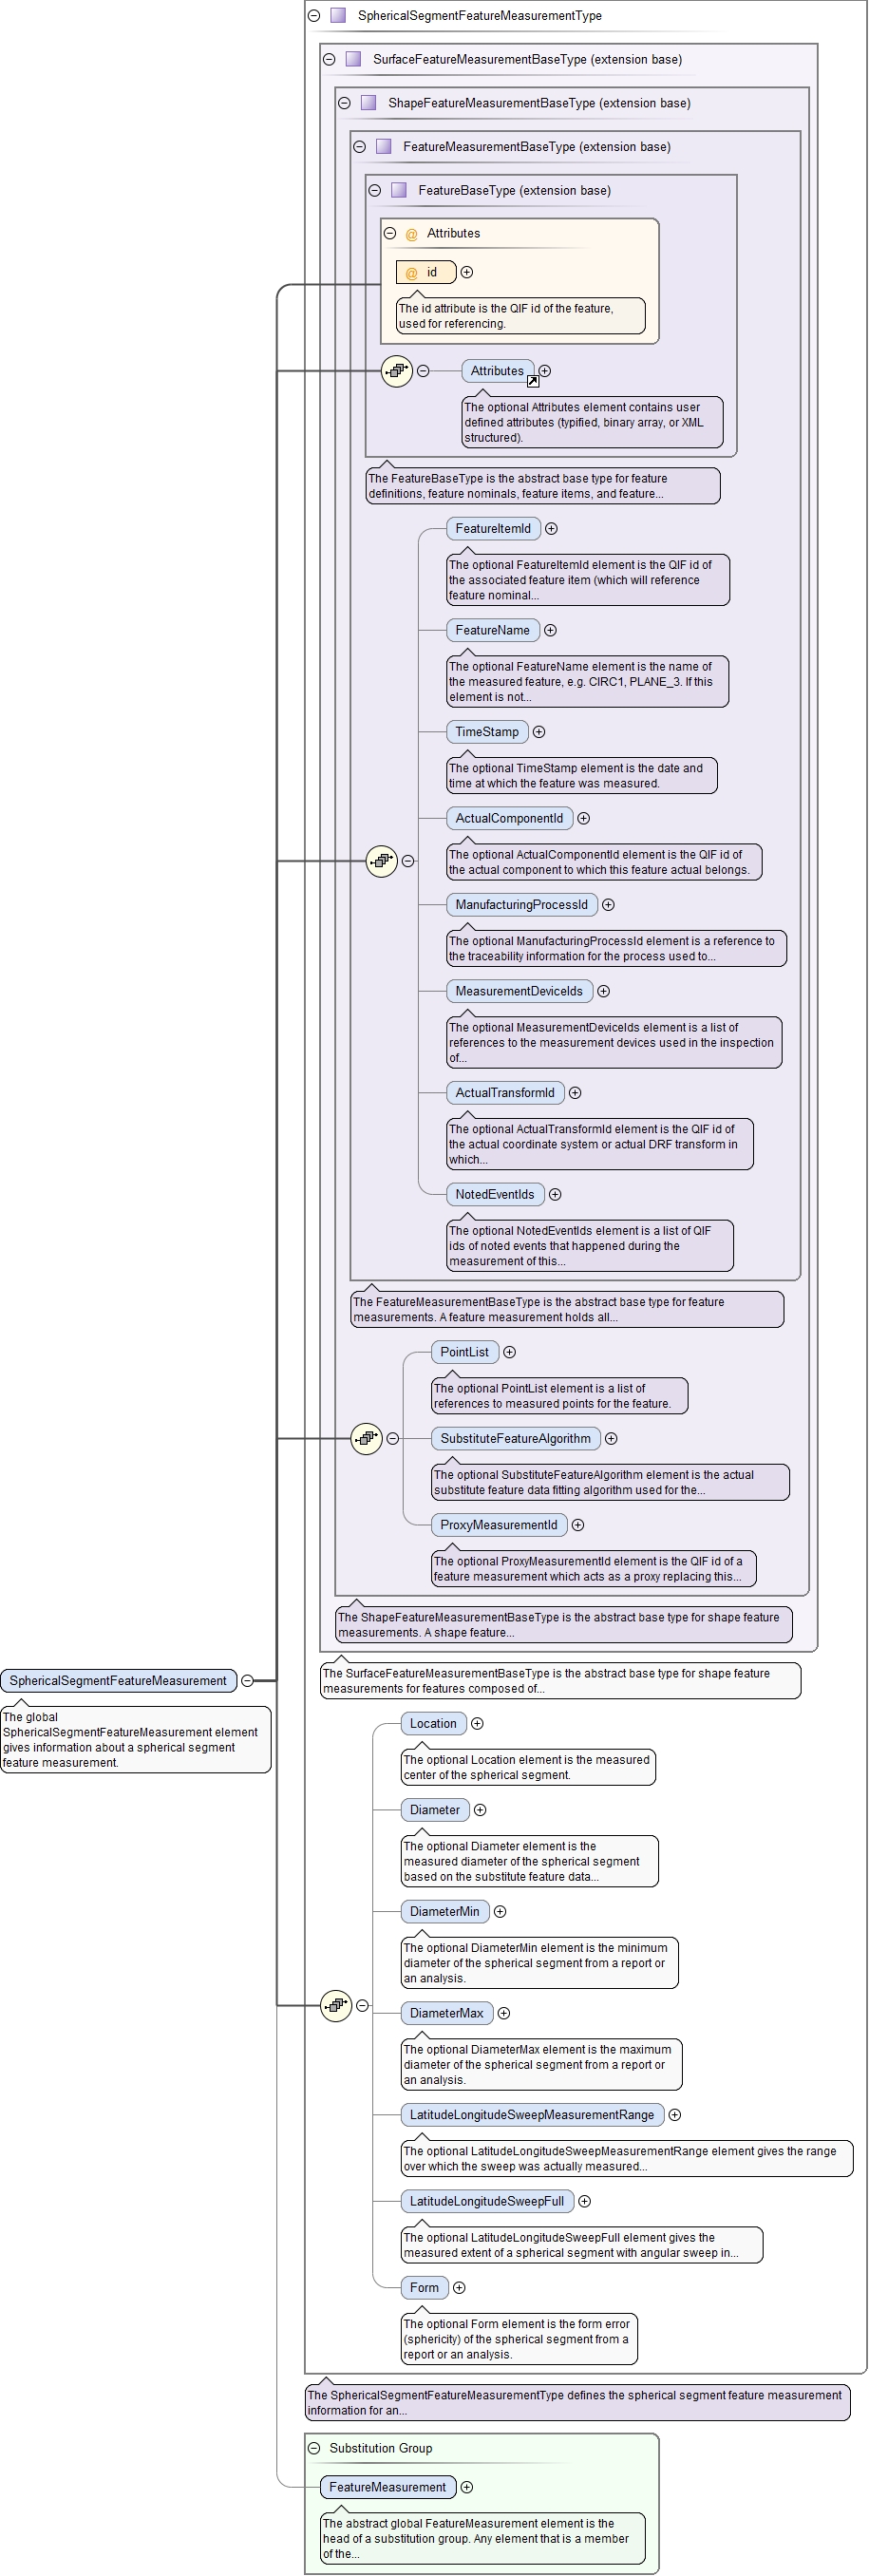 SphericalSegmentFeatureMeasurementType
SurfaceFeatureMeasurementBaseType (extension base)
ShapeFeatureMeasurementBaseType (extension base)
FeatureMeasurementBaseType (extension base)
FeatureBaseType (extension base)
@ Attributes
@ id
The id attribute is the QIF id of the feature,
used for referencing.
Attributes
The optional Attributes element contains user
defined attributes (typified, binary array, or XML
structured).
The FeatureBaseType is the abstract base type for feature
definitions, feature nominals, feature items, and feature...
FeatureItemId
The optional FeatureItemId element is the QIF id of
the associated feature item (which will reference
feature nominal...
FeatureName
The optional FeatureName element is the name of
the measured feature, e.g. CIRC1, PLANE_3. If this
element is not...
TimeStamp
The optional TimeStamp element is the date and
time at which the feature was measured.
ActualComponentId
The optional ActualComponentId element is the QIF id of
the actual component to which this feature actual belongs.
ManufacturingProcessId
The optional ManufacturingProcessId element is a reference to
the traceability information for the process used to...
MeasurementDeviceIds
The optional MeasurementDeviceIds element is a list of
references to the measurement devices used in the inspection
of...
ActualTransformId
The optional ActualTransformId element is the QIF id of
the actual coordinate system or actual DRF transform in
which...
NotedEventIds
The optional NotedEventIds element is a list of QIF
ids of noted events that happened during the
measurement of this...
The FeatureMeasurementBaseType is the abstract base type for feature
measurements. A feature measurement holds all...
PointList
The optional PointList element is a list of
references to measured points for the feature.
SubstituteFeatureAlgorithm
The optional SubstituteFeatureAlgorithm element is the actual
substitute feature data fitting algorithm used for the...
ProxyMeasurementId
The optional ProxyMeasurementId element is the QIF id of a
feature measurement which acts as a proxy replacing this...
The ShapeFeatureMeasurementBaseType is the abstract base type for shape feature
measurements. A shape feature...
The SurfaceFeatureMeasurementBaseType is the abstract base type for shape feature
measurements for features composed of...
SphericalSegmentFeatureMeasurement
The global
SphericalSegmentFeatureMeasurement element
gives information about a spherical segment
feature measurement.
Location
The optional Location element is the measured
center of the spherical segment.
Diameter
The optional Diameter element is the
measured diameter of the spherical segment
based on the substitute feature data...
DiameterMin
The optional DiameterMin element is the minimum
diameter of the spherical segment from a report or
an analysis.
DiameterMax
The optional DiameterMax element is the maximum
diameter of the spherical segment from a report or
an analysis.
LatitudeLongitudeSweepMeasurementRange
The optional LatitudeLongitudeSweepMeasurementRange element gives the range
over which the sweep was actually measured...
LatitudeLongitudeSweepFull
The optional LatitudeLongitudeSweepFull element gives the
measured extent of a spherical segment with angular sweep in...
Form
The optional Form element is the form error
(sphericity) of the spherical segment from a
report or an analysis.
The SphericalSegmentFeatureMeasurementType defines the spherical segment feature measurement
information for an...
Substitution Group
FeatureMeasurement
The abstract global FeatureMeasurement element is the
head of a substitution group. Any element that is a member
of the...